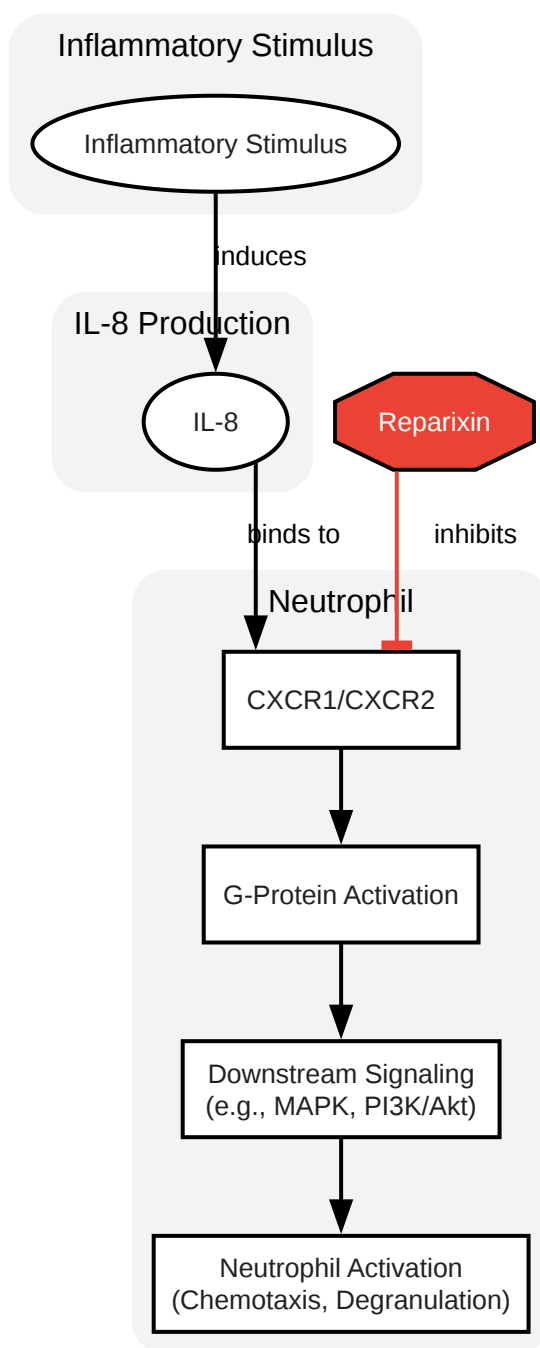 Inflammatory Stimulus
Inflammatory Stimulus
induces
IL-8 Production
IL-8
Reparixin
binds to
inhibits
Neutrophil
CXCR1/CXCR2
G-Protein Activation
Downstream Signaling
(e.g., MAPK, PI3K/Akt)
Neutrophil Activation
(Chemotaxis, Degranulation)